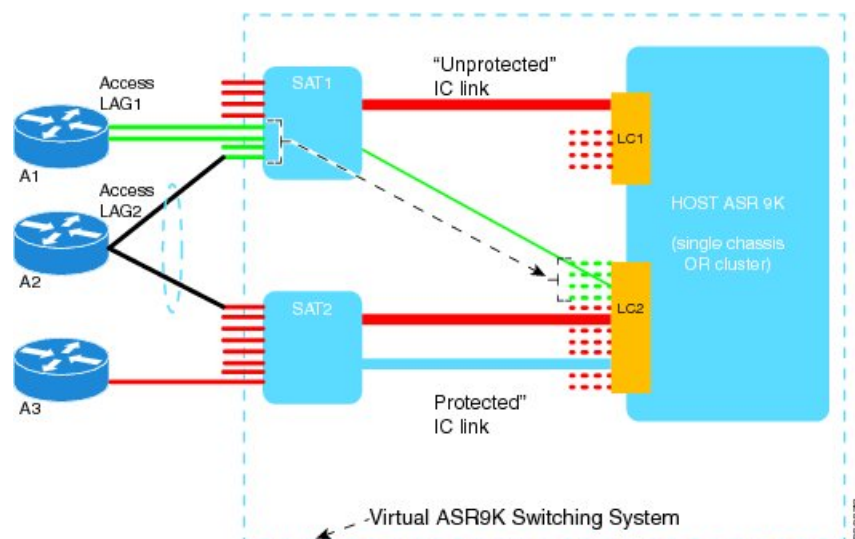 Access
LAG1
SAT1
"Unprotected"
IC link
LC1
A1
Access
LAG2
HOST ASR 9K
(single chassis
OR cluster)
A2
SAT2
LC2
A3
Protected"
IC link
Virtual ASR9K Switching System